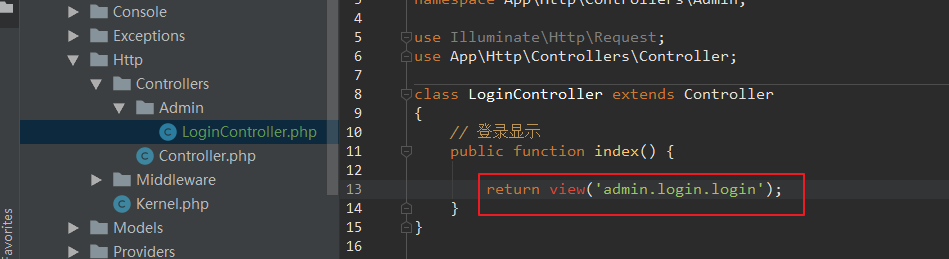 Console
Exceptions
Http
Controllers
Admin
LoginController.php
Controller.php
Middleware
Kernel.php
Models
Providers
Favorites
3 namespace App\Http\Controllers\Admin;
4
5 use Illuminate\Http\Request;
6 use App\Http\Controllers\Controller;
7
8 class LoginController extends Controller
9 {
10 // 登录显示
11 public function index() {
12
13 return view('admin.login.login');
14 }
15 }
16